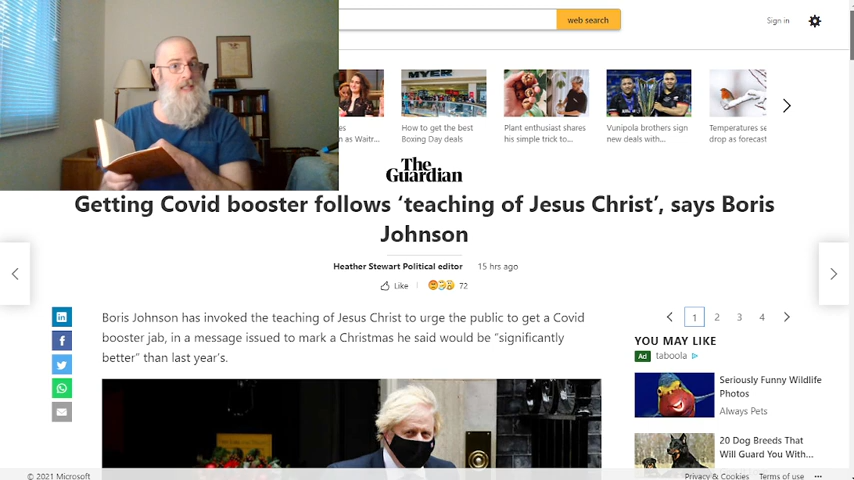 web search
Sign in
es
n as Waitr...
How to get the best
Boxing Day deals
Plant enthusiast shares
his simple trick to...
Vunipola brothers sign
new deals with...
Temperatures se
drop as forecast
MYER
The
Guardian
Getting Covid booster follows ‘teaching of Jesus Christ’, says Boris
Johnson
Heather Stewart Political editor 15 hrs ago
Like 72
Boris Johnson has invoked the teaching of Jesus Christ to urge the public to get a Covid
booster jab, in a message issued to mark a Christmas he said would be “significantly
better” than last year’s.
1 2 3 4
YOU MAY LIKE
Ad taboola
Seriously Funny Wildlife
Photos
Always Pets
20 Dog Breeds That
Will Guard You With...
© 2021 Microsoft
Privacy & Cookies Terms of use ...